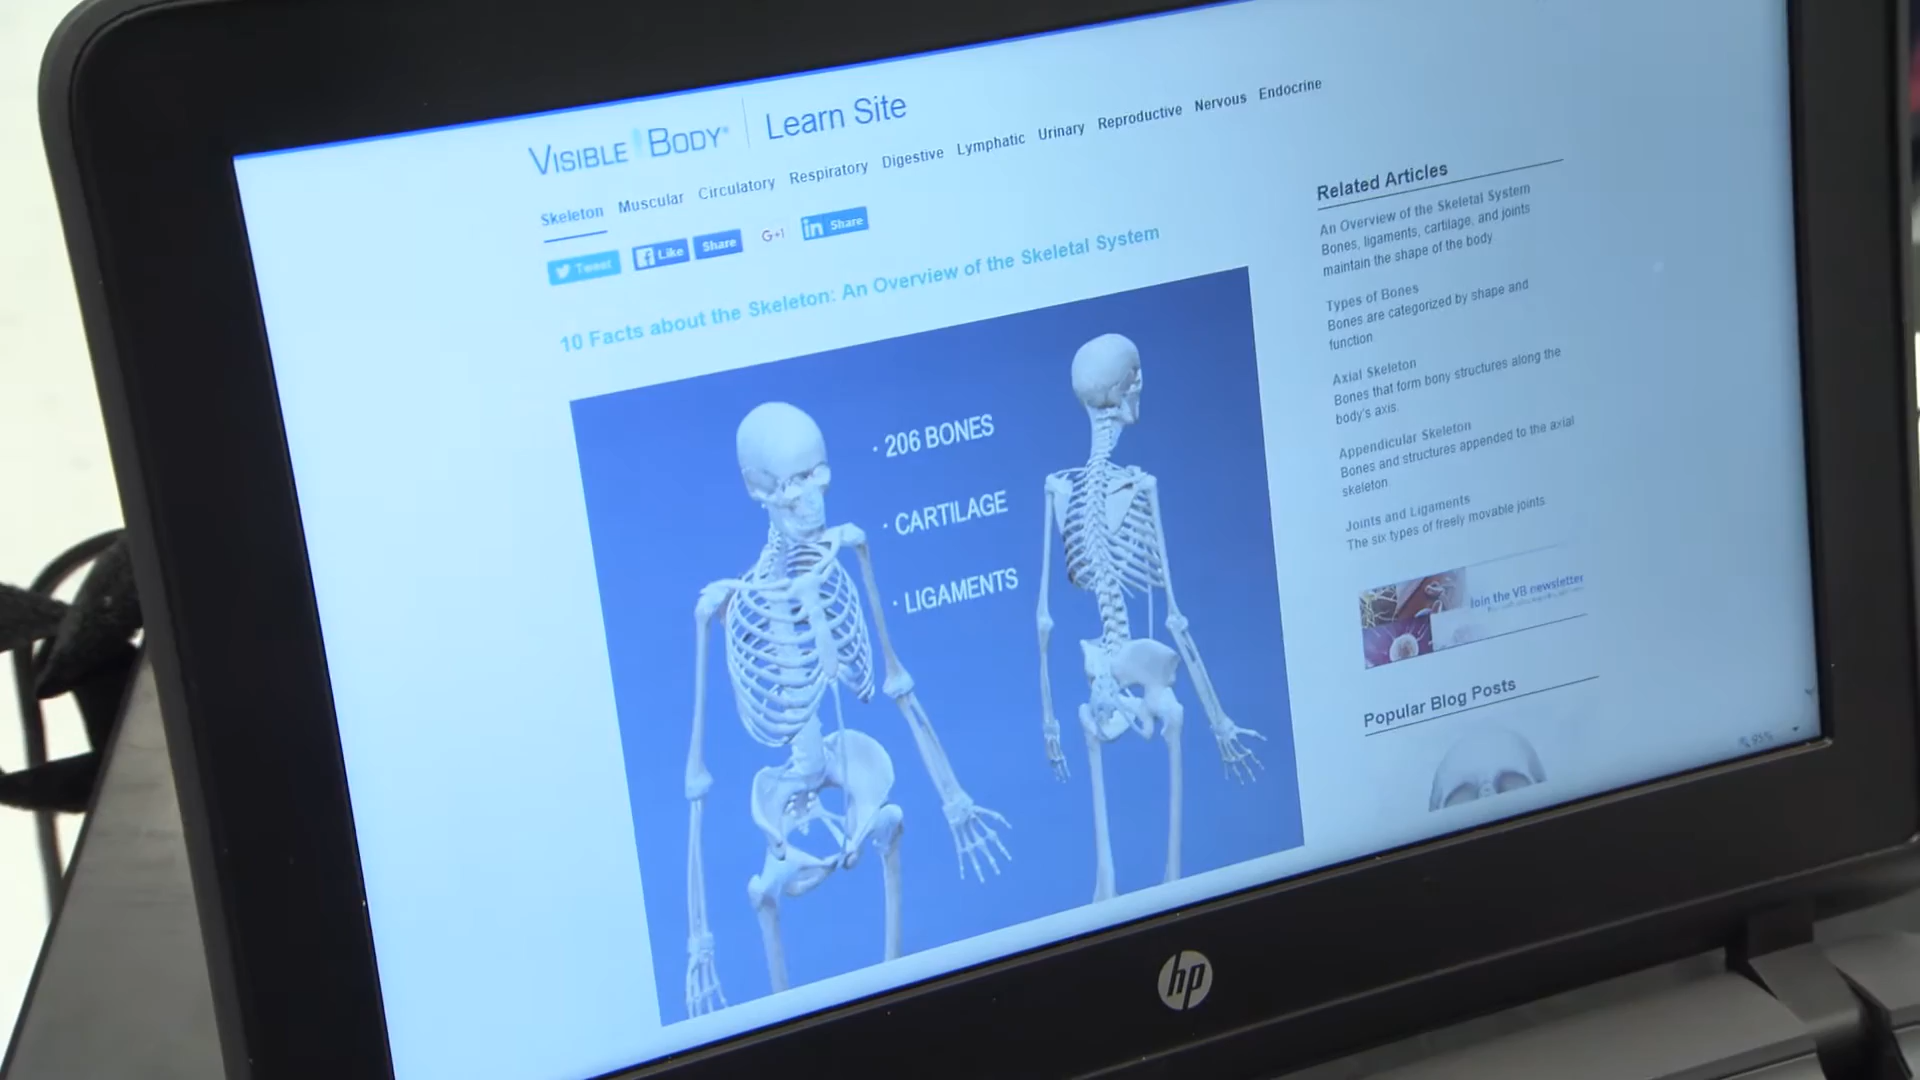 VISIBLE BODY®
Learn Site
Skeleton Muscular Circulatory Respiratory Digestive Lymphatic Urinary Reproductive Nervous Endocrine
Tweet
Like
Share
G+1
in Share
10 Facts about the Skeleton: An Overview of the Skeletal System
· 206 BONES
· CARTILAGE
· LIGAMENTS
Related Articles
An Overview of the Skeletal System
Bones, ligaments, cartilage, and joints
maintain the shape of the body
Types of Bones
Bones are categorized by shape and
function
Axial Skeleton
Bones that form bony structures along the
body's axis.
Appendicular Skeleton
Bones and structures appended to the axial
skeleton.
Joints and Ligaments
The six types of freely movable joints.
Join the VB newsletter
Popular Blog Posts
95%
hp